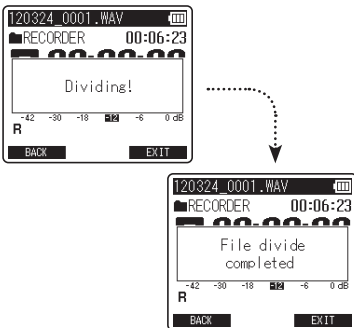 120324_0001.WAV
RECORDER 00:06:23
Dividing!
-42 -30 -18 -12 -6 0 dB
R
BACK EXIT
120324_0001.WAV
RECORDER 00:06:23
File divide
completed
-42 -30 -18 -12 -6 0 dB
R
BACK EXIT